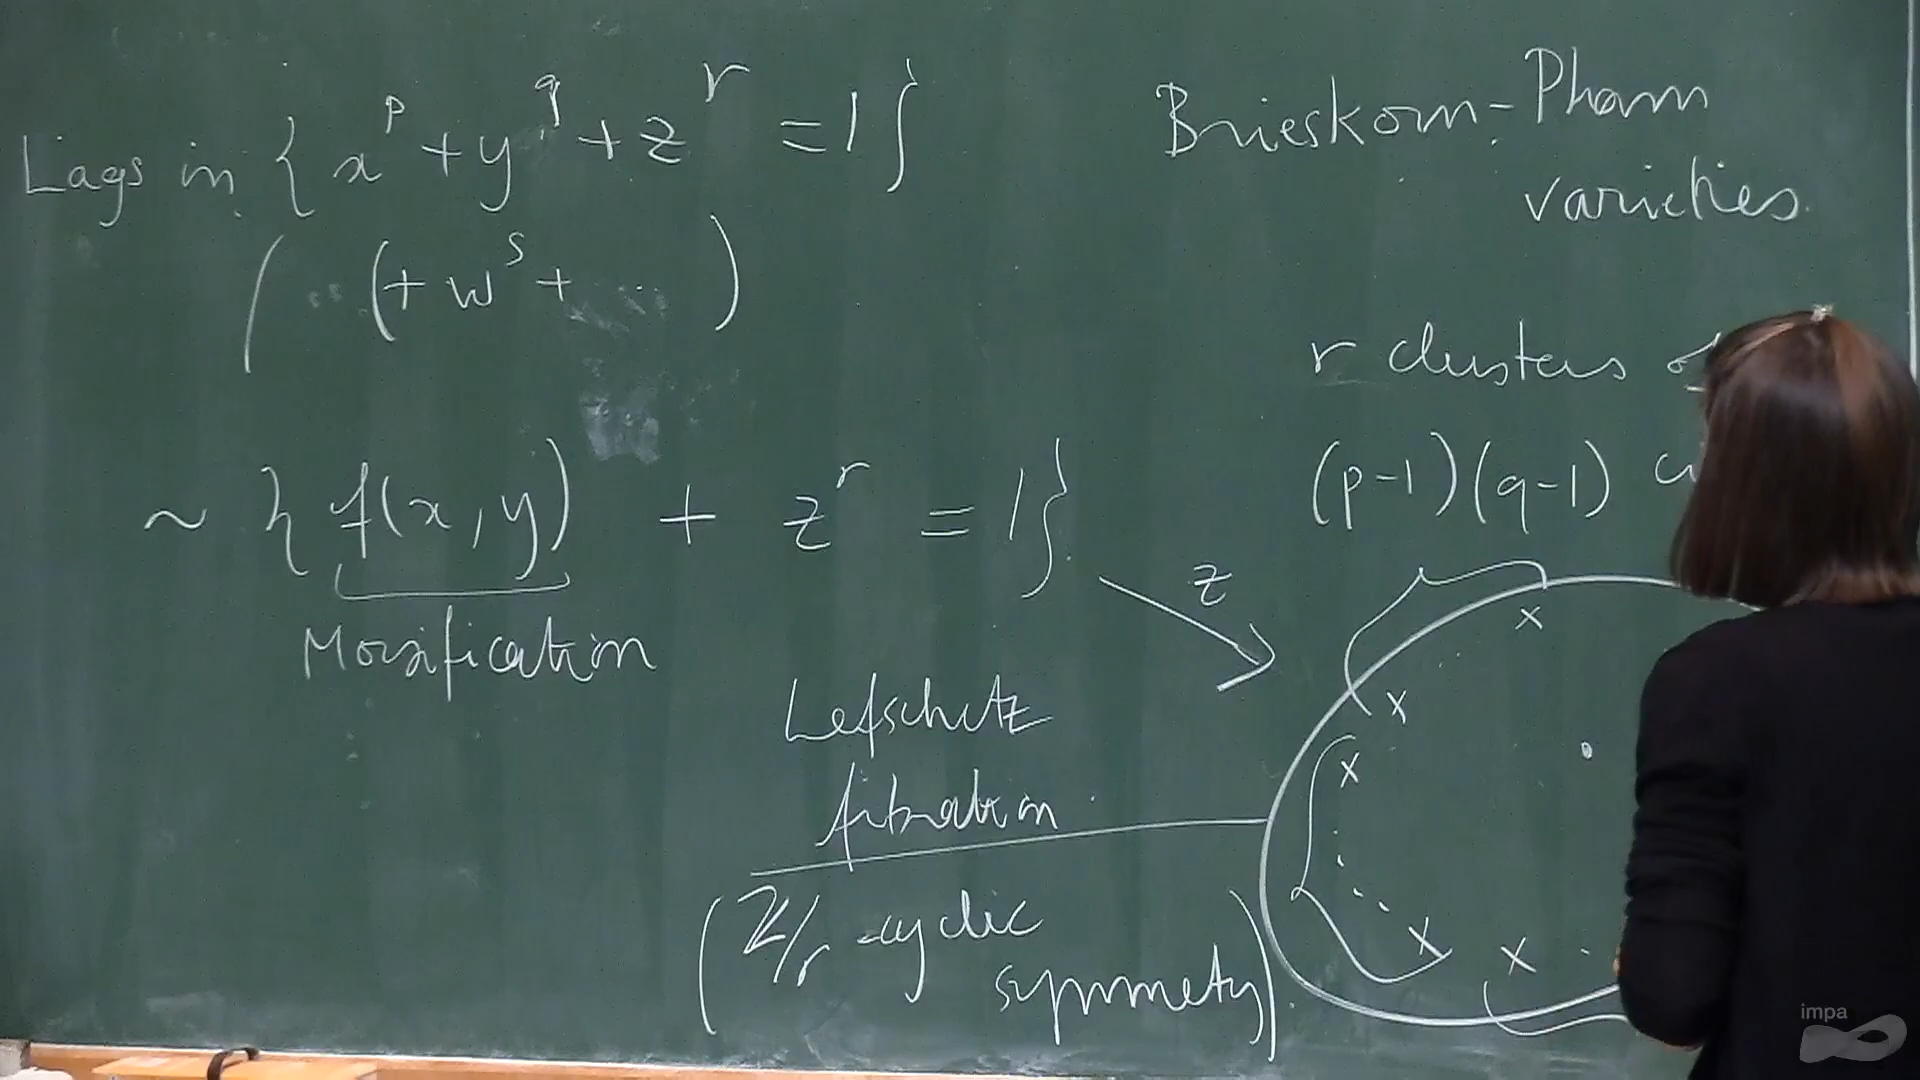 Lags in { x^p + y^q + z^r = 1 }
( ·· (+ w^s + ··· )
Brieskorn-Pham
varieties.
~ { f(x,y) + z^r = 1 }
Morsification
z
Lefschetz
fibration
(Z/r-cyclic
symmetry)
r clusters
(p-1)(q-1)
x
x
x
x x
impa